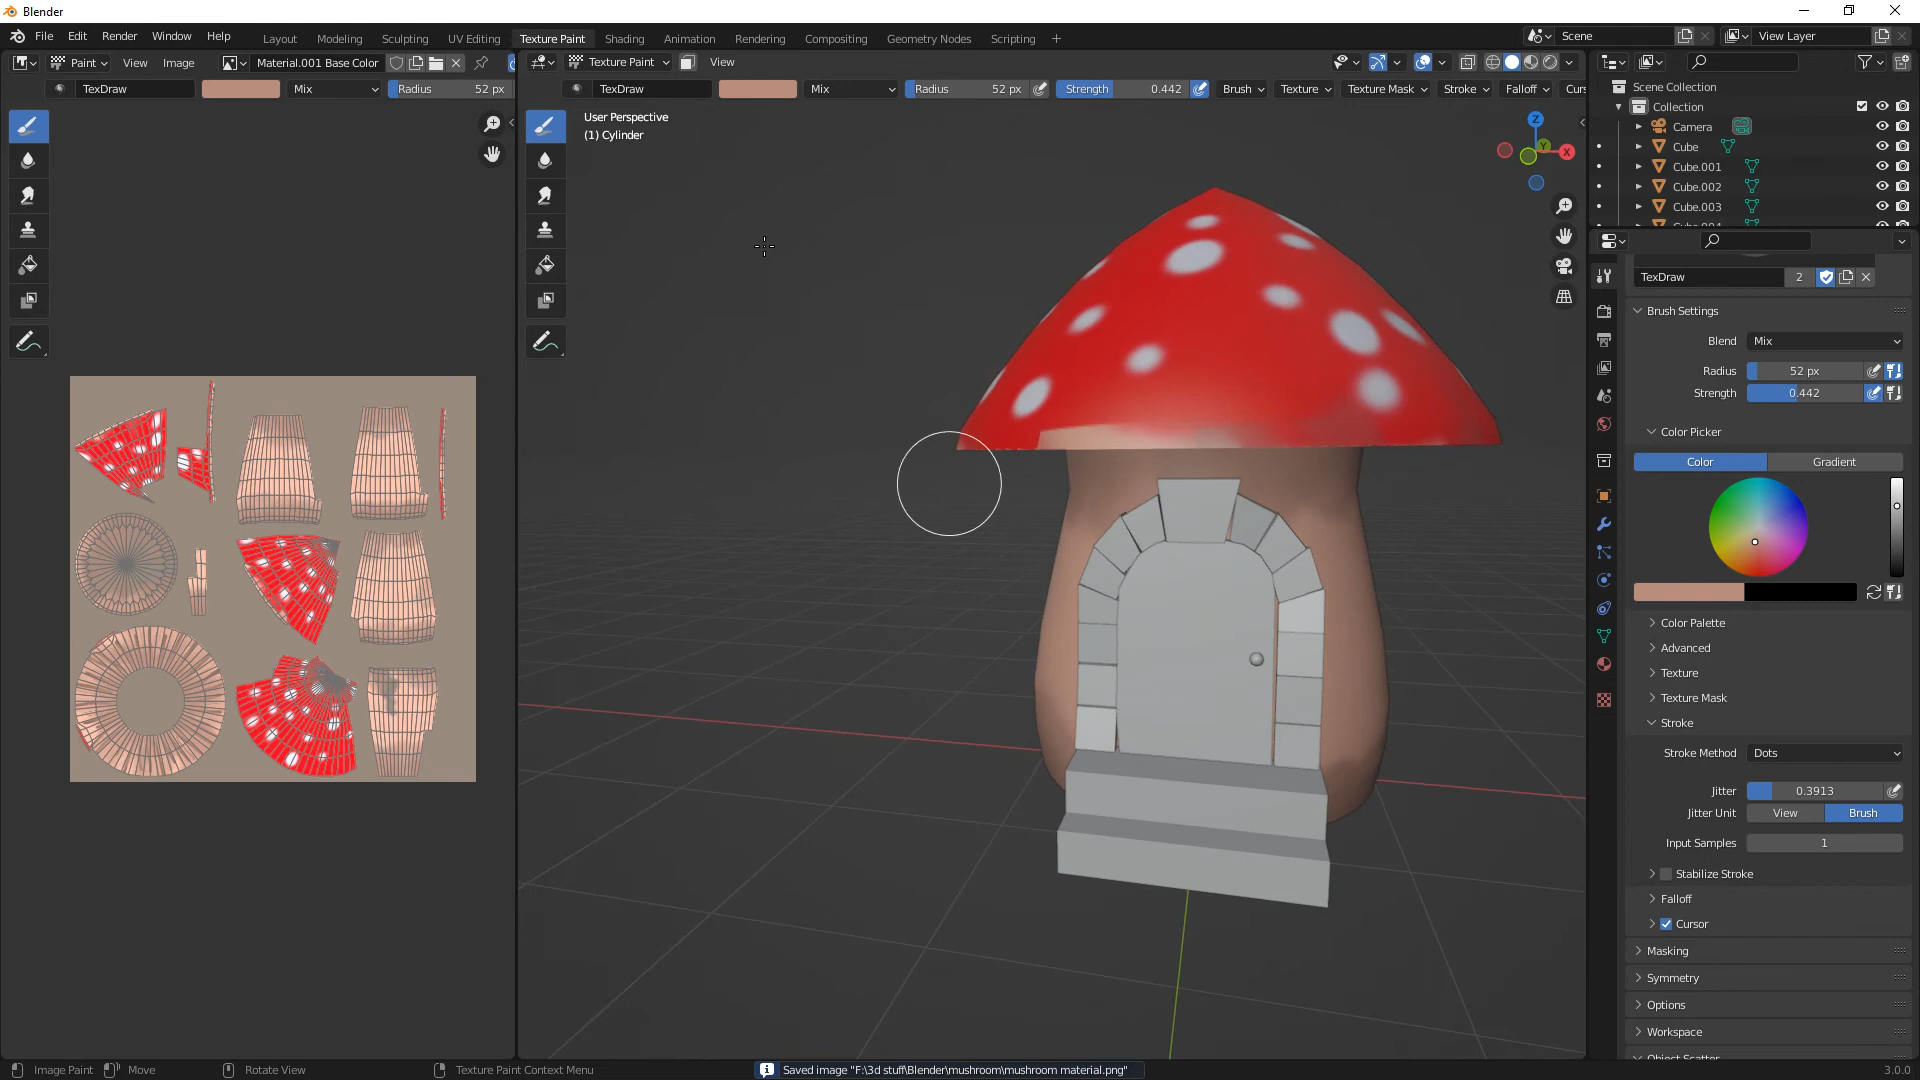 Blender
File Edit Render Window Help
Layout Modeling Sculpting UV Editing Texture Paint Shading Animation Rendering Compositing Geometry Nodes Scripting +
Scene
View Layer
Paint View Image
Material.001 Base Color
Texture Paint View
TexDraw Mix Radius 52 px
TexDraw Mix Radius 52 px Strength 0.442 Brush Texture Texture Mask Stroke Falloff Curs
Scene Collection
Collection
Camera
Cube
Cube.001
Cube.002
Cube.003
User Perspective
(1) Cylinder
Z
Y
X
TexDraw 2
Brush Settings
Blend Mix
Radius 52 px
Strength 0.442
Color Picker
Color Gradient
Color Palette
Advanced
Texture
Texture Mask
Stroke
Stroke Method Dots
Jitter 0.3913
Jitter Unit View Brush
Input Samples 1
Stabilize Stroke
Falloff
Cursor
Masking
Symmetry
Options
Workspace
Image Paint Move Rotate View Texture Paint Context Menu
Saved image "F:\3d stuff\Blender\mushroom\mushroom material.png"
3.0.0